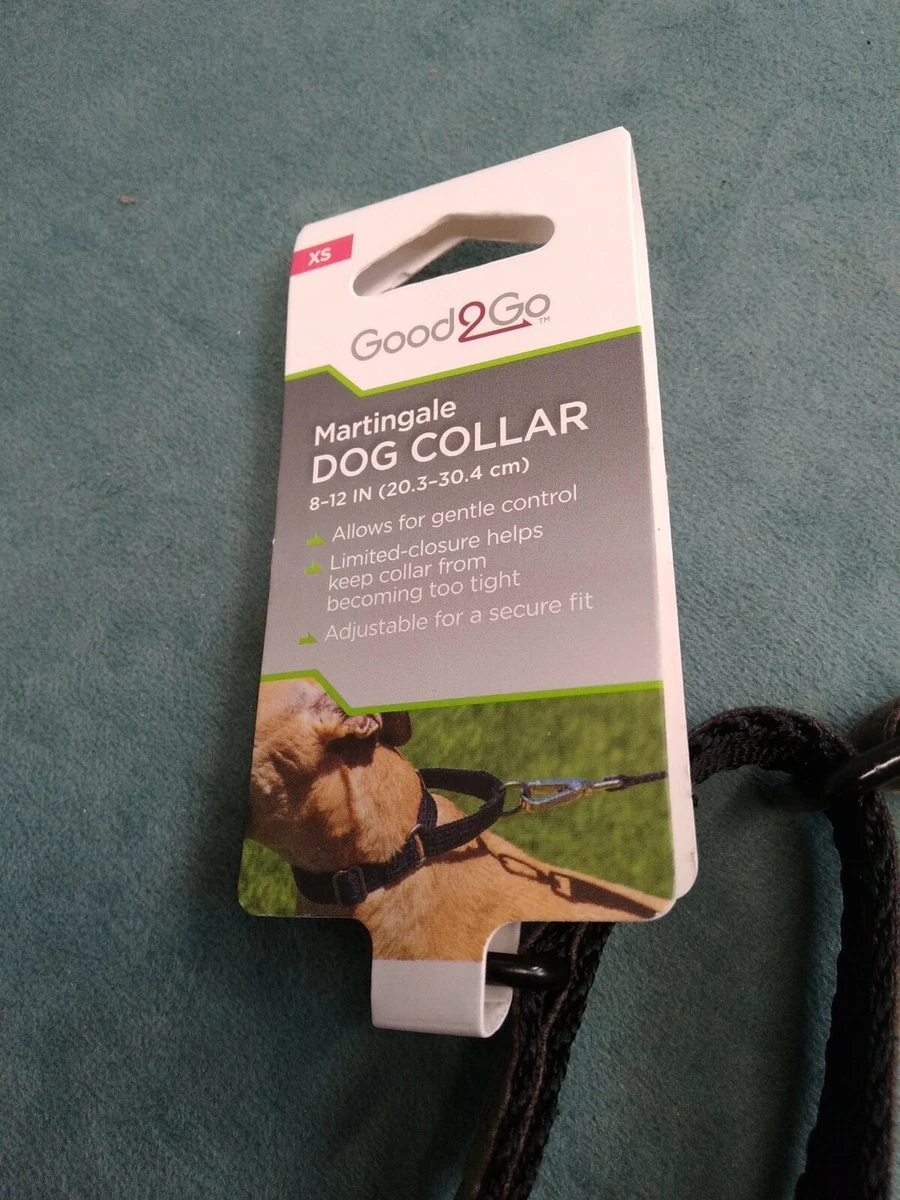 XS
Good2Go™
Martingale
DOG COLLAR
8–12 IN (20.3–30.4 cm)
Allows for gentle control
Limited-closure helps
keep collar from
becoming too tight
Adjustable for a secure fit